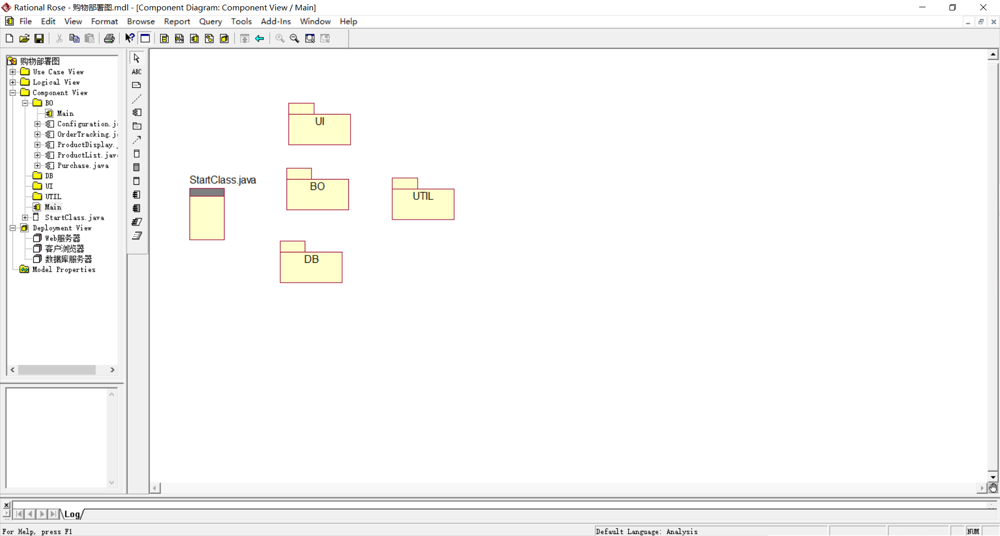 Rational Rose - 购物部署图.mdl - [Component Diagram: Component View / Main]
File Edit View Format Browse Report Query Tools Add-Ins Window Help
购物部署图
Use Case View
Logical View
Component View
BO
Main
Configuration.j
OrderTracking.j
ProductDisplay.
ProductList.jav
Purchase.java
DB
UI
UTIL
Main
StartClass.java
Deployment View
Web服务器
客户浏览器
数据库服务器
Model Properties
ABC
UI
StartClass.java
BO
UTIL
DB
Log
For Help, press F1
Default Language: Analysis
NUM